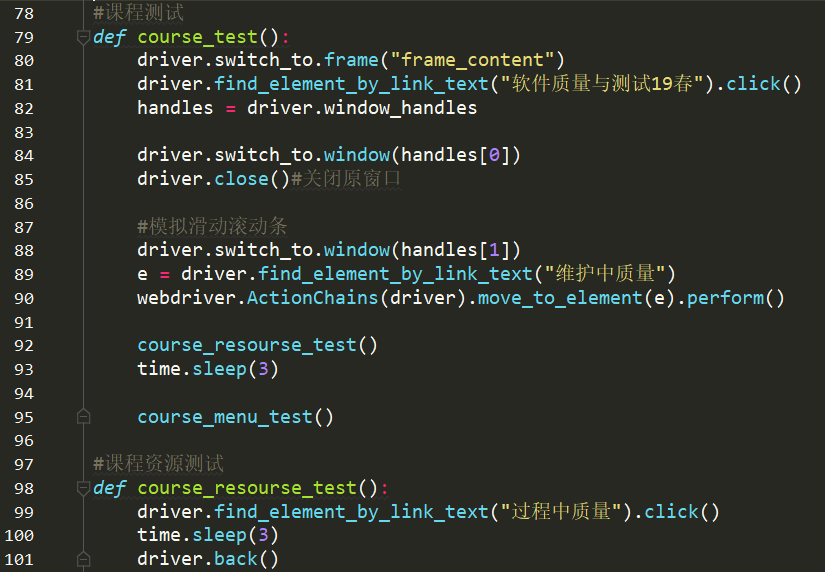 78 #课程测试
79 def course_test():
80     driver.switch_to.frame("frame_content")
81     driver.find_element_by_link_text("软件质量与测试19春").click()
82     handles = driver.window_handles
83
84     driver.switch_to.window(handles[0])
85     driver.close()#关闭原窗口
86
87     #模拟滑动滚动条
88     driver.switch_to.window(handles[1])
89     e = driver.find_element_by_link_text("维护中质量")
90     webdriver.ActionChains(driver).move_to_element(e).perform()
91
92     course_resourse_test()
93     time.sleep(3)
94
95     course_menu_test()
96
97 #课程资源测试
98 def course_resourse_test():
99     driver.find_element_by_link_text("过程中质量").click()
100     time.sleep(3)
101     driver.back()